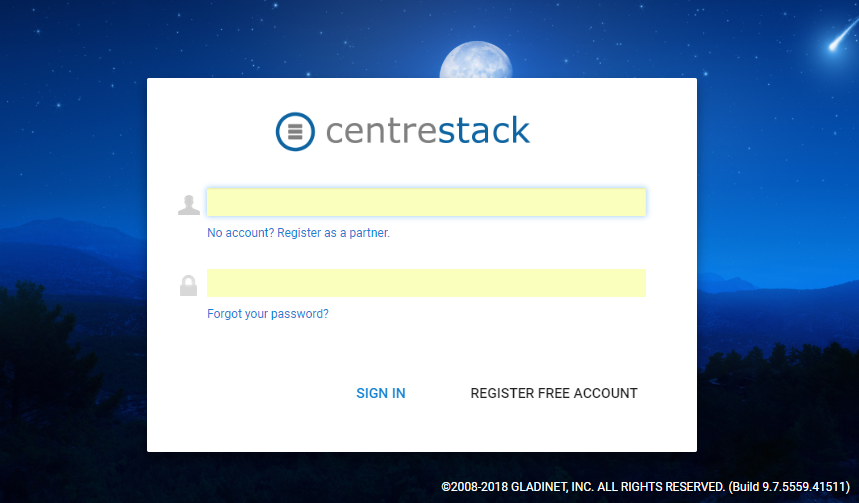 centrestack
No account? Register as a partner.
Forgot your password?
SIGN IN REGISTER FREE ACCOUNT
©2008-2018 GLADINET, INC. ALL RIGHTS RESERVED. (Build 9.7.5559.41511)